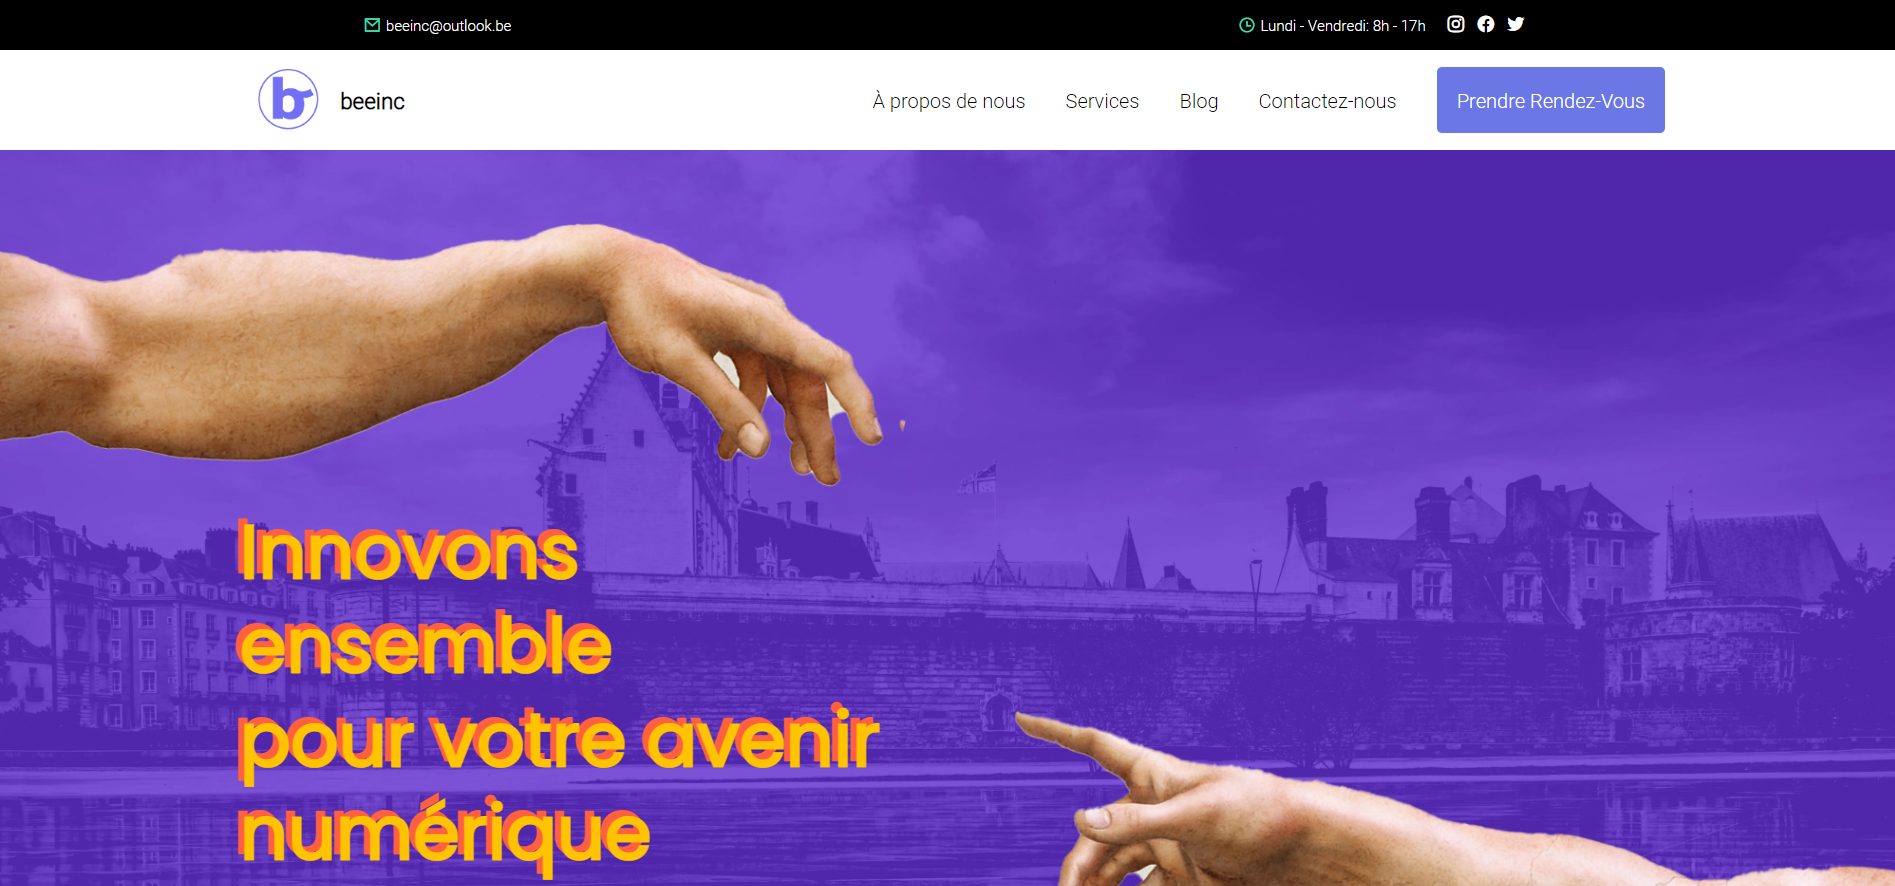 beeinc@outlook.be
Lundi - Vendredi: 8h - 17h
b
beeinc
À propos de nous
Services
Blog
Contactez-nous
Prendre Rendez-Vous
Innovons
ensemble
pour votre avenir
numérique